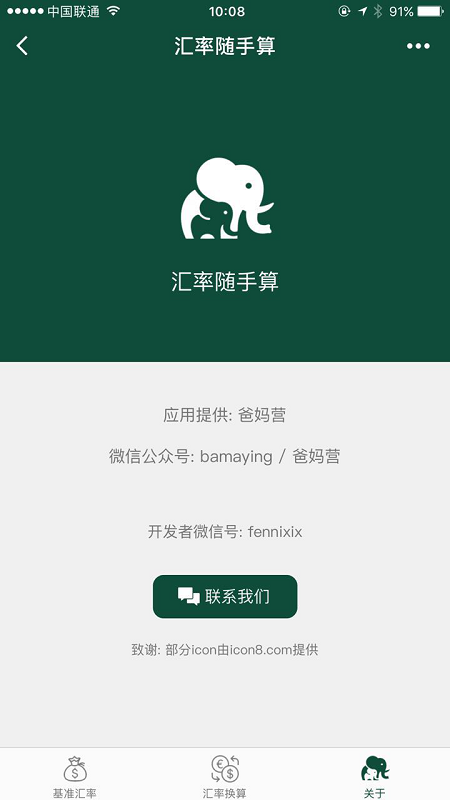 中国联通 10:08 91%
汇率随手算
汇率随手算
应用提供: 爸妈营
微信公众号: bamaying / 爸妈营
开发者微信号: fennixix
联系我们
致谢: 部分icon由icon8.com提供
基准汇率 汇率换算 关于